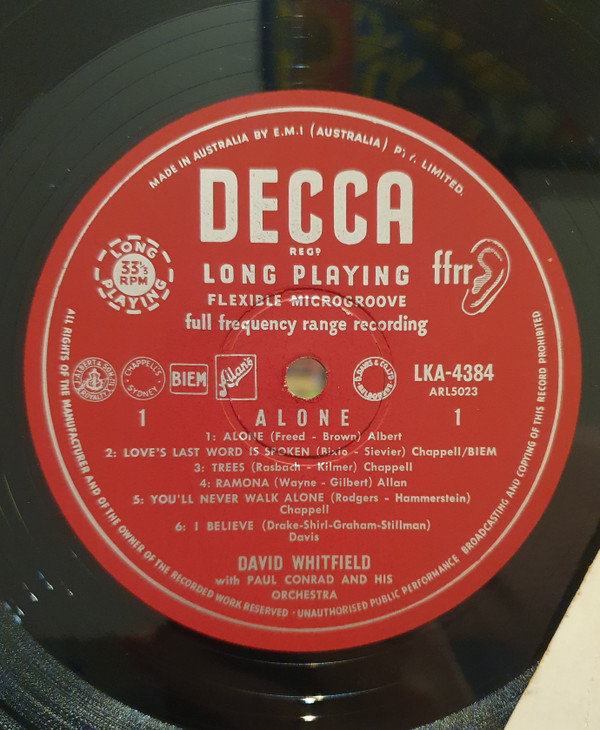 MADE IN AUSTRALIA BY E.M.I (AUSTRALIA) PTY. LIMITED.
DECCA
REGD
LONG PLAYING
33⅓ RPM
LONG PLAYING
ffrr
FLEXIBLE MICROGROOVE
full frequency range recording
CHAPPELL'S SYDNEY
BIEM
Allan's
LKA-4384
ARL5023
1
ALONE
1
1: ALONE (Freed - Brown) Albert
2: LOVE'S LAST WORD IS SPOKEN (Bixio - Sievier) Chappell/BIEM
3: TREES (Rasbach - Kilmer) Chappell
4: RAMONA (Wayne - Gilbert) Allan
5: YOU'LL NEVER WALK ALONE (Rodgers - Hammerstein)
Chappell
6: I BELIEVE (Drake-Shirl-Graham-Stillman)
Davis
DAVID WHITFIELD
with PAUL CONRAD AND HIS
ORCHESTRA
ALL RIGHTS OF THE MANUFACTURER AND OF THE OWNER OF THE RECORDED WORK RESERVED · UNAUTHORISED PUBLIC PERFORMANCE BROADCASTING AND COPYING OF THIS RECORD PROHIBITED